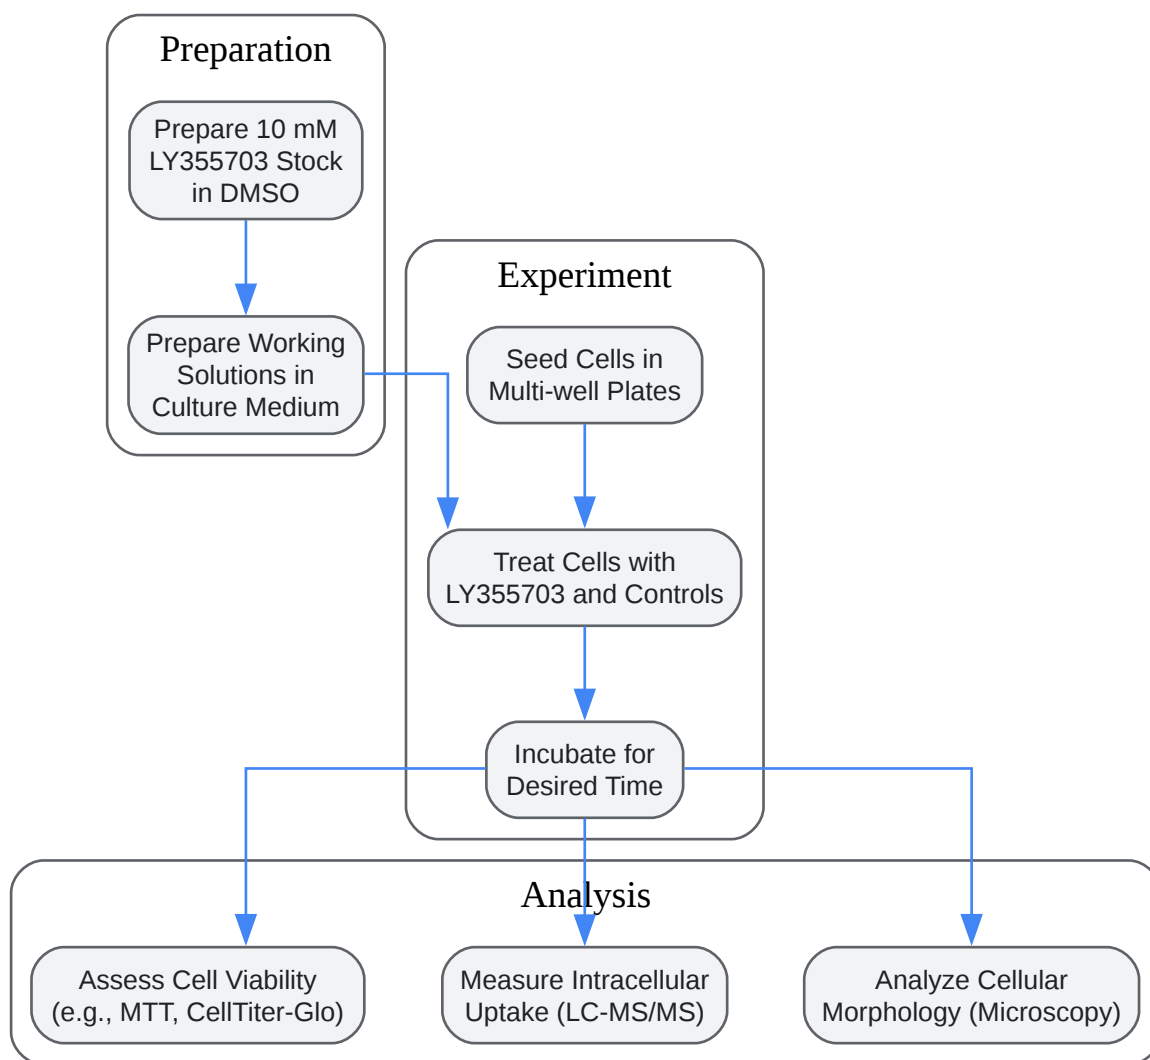 Preparation
Prepare 10 mM
LY355703 Stock
in DMSO
Prepare Working
Solutions in
Culture Medium
Experiment
Seed Cells in
Multi-well Plates
Treat Cells with
LY355703 and Controls
Incubate for
Desired Time
Analysis
Assess Cell Viability
(e.g., MTT, CellTiter-Glo)
Measure Intracellular
Uptake (LC-MS/MS)
Analyze Cellular
Morphology (Microscopy)